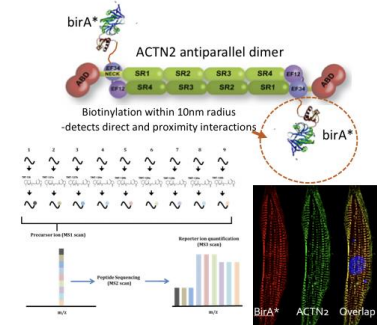 birA*
ACTN2 antiparallel dimer
ABD
EF34
NECK
SR1 SR2 SR3 SR4
EF12
ABD
EF12
SR4 SR3 SR2 SR1
EF34
Biotinylation within 10nm radius
-detects direct and proximity interactions
birA*
1 2 3 4 5 6 7 8 9
Precursor ion (MS1 scan)
Reporter ion quantification
(MS3 scan)
Peptide Sequencing
(MS2 scan)
m/z
m/z
BirA* ACTN2 Overlap